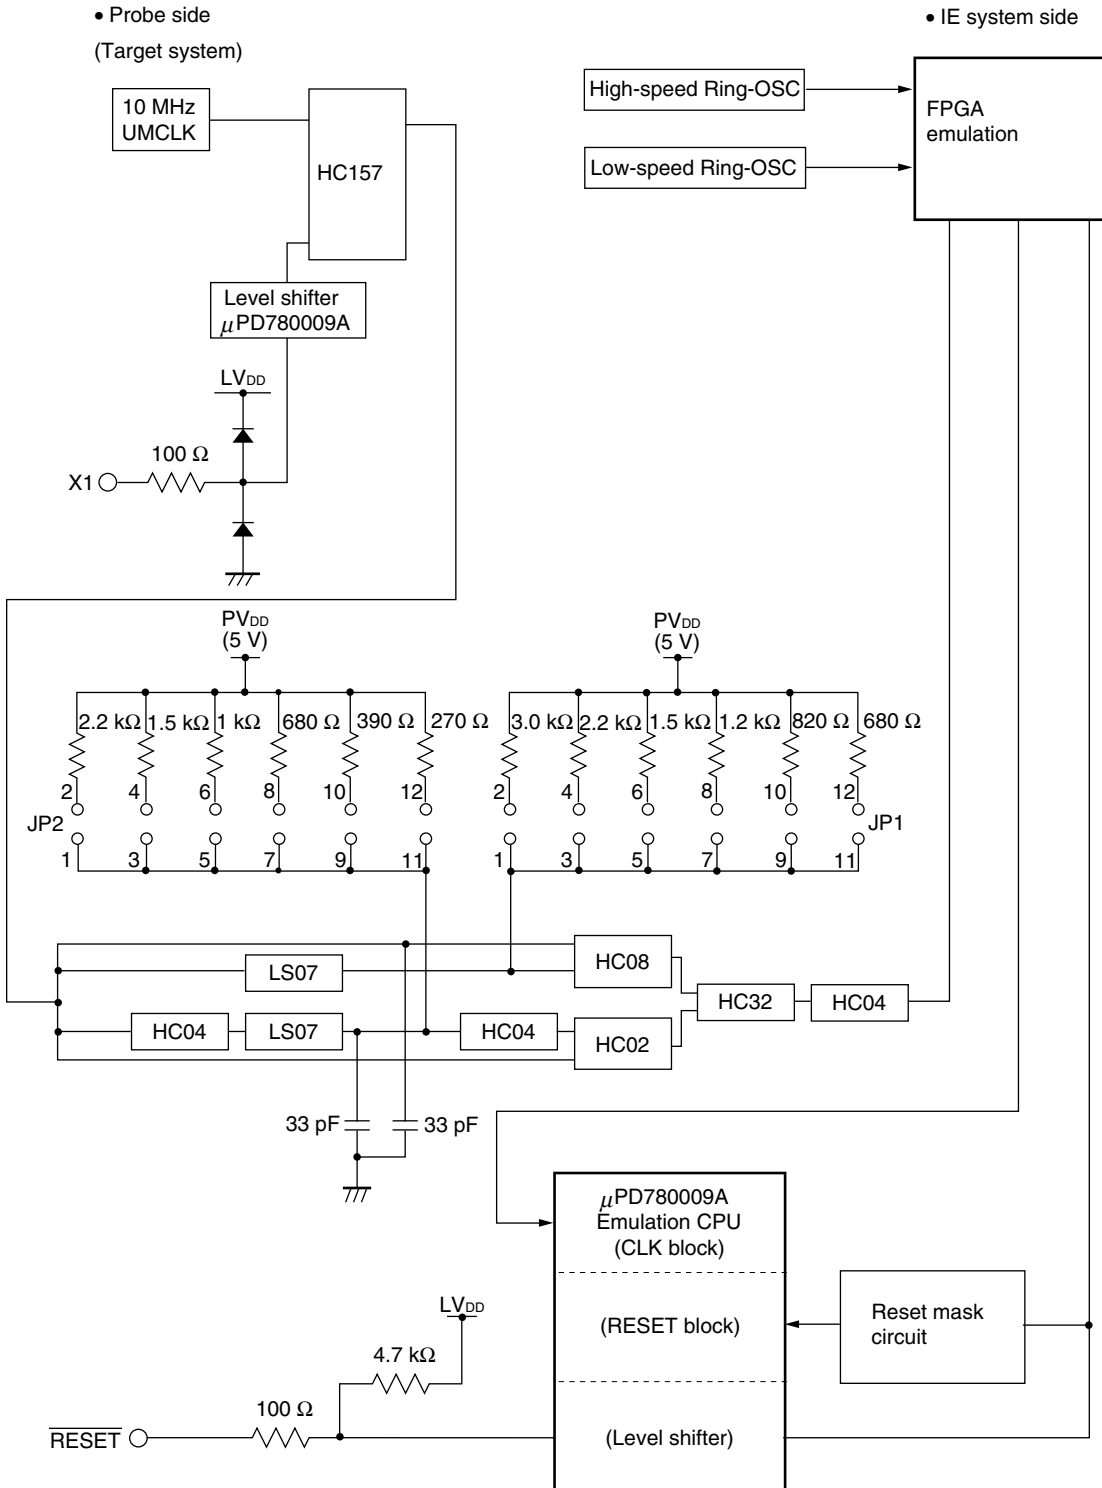 • Probe side
(Target system)
• IE system side
10 MHz
UMCLK
HC157
High-speed Ring-OSC
Low-speed Ring-OSC
FPGA
emulation
Level shifter
μPD780009A
LVDD
100 Ω
X1
PVDD
(5 V)
PVDD
(5 V)
2.2 kΩ 1.5 kΩ 1 kΩ 680 Ω 390 Ω 270 Ω
3.0 kΩ 2.2 kΩ 1.5 kΩ 1.2 kΩ 820 Ω 680 Ω
2 4 6 8 10 12
2 4 6 8 10 12
JP2
JP1
1 3 5 7 9 11
1 3 5 7 9 11
LS07
HC08
HC04
LS07
HC04
HC02
HC32
HC04
33 pF
33 pF
μPD780009A
Emulation CPU
(CLK block)
(RESET block)
Reset mask
circuit
LVDD
4.7 kΩ
100 Ω
RESET
(Level shifter)